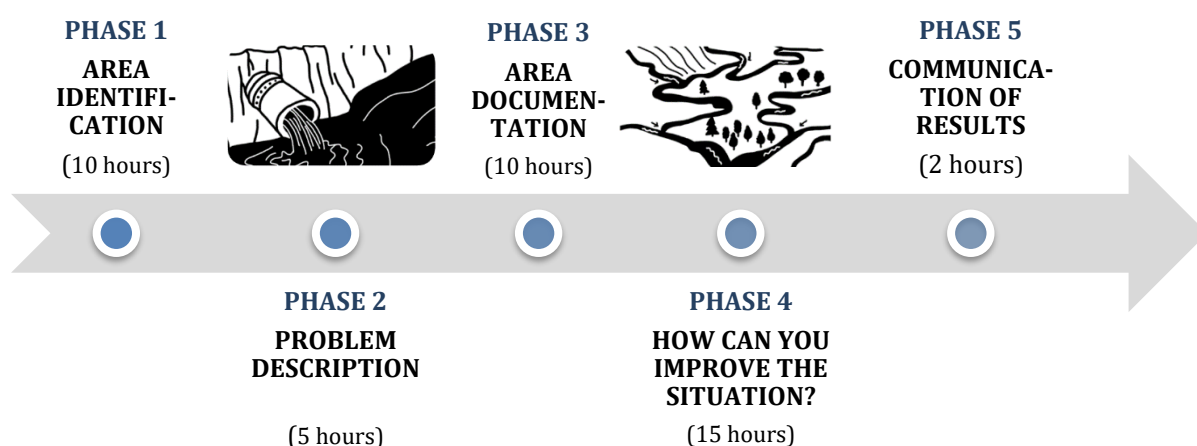 PHASE 1
AREA
IDENTIFI-
CATION
(10 hours)
PHASE 2
PROBLEM
DESCRIPTION
(5 hours)
PHASE 3
AREA
DOCUMEN-
TATION
(10 hours)
PHASE 4
HOW CAN YOU
IMPROVE THE
SITUATION?
(15 hours)
PHASE 5
COMMUNICA-
TION OF
RESULTS
(2 hours)